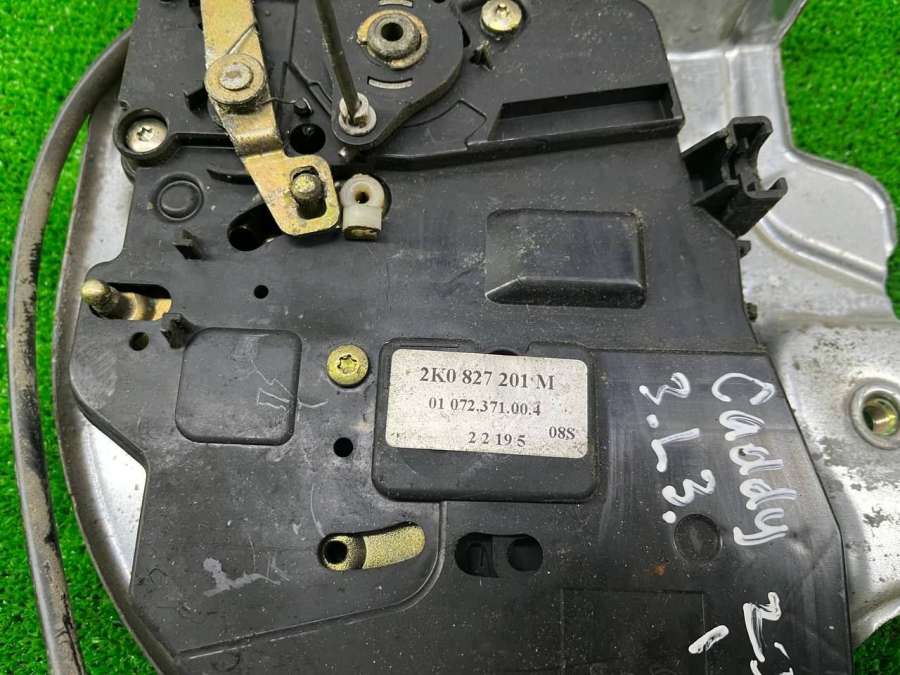 2K0 827 201 M
01 072.371.00.4
2 2 19 5 08S
Caddy
3.L3.